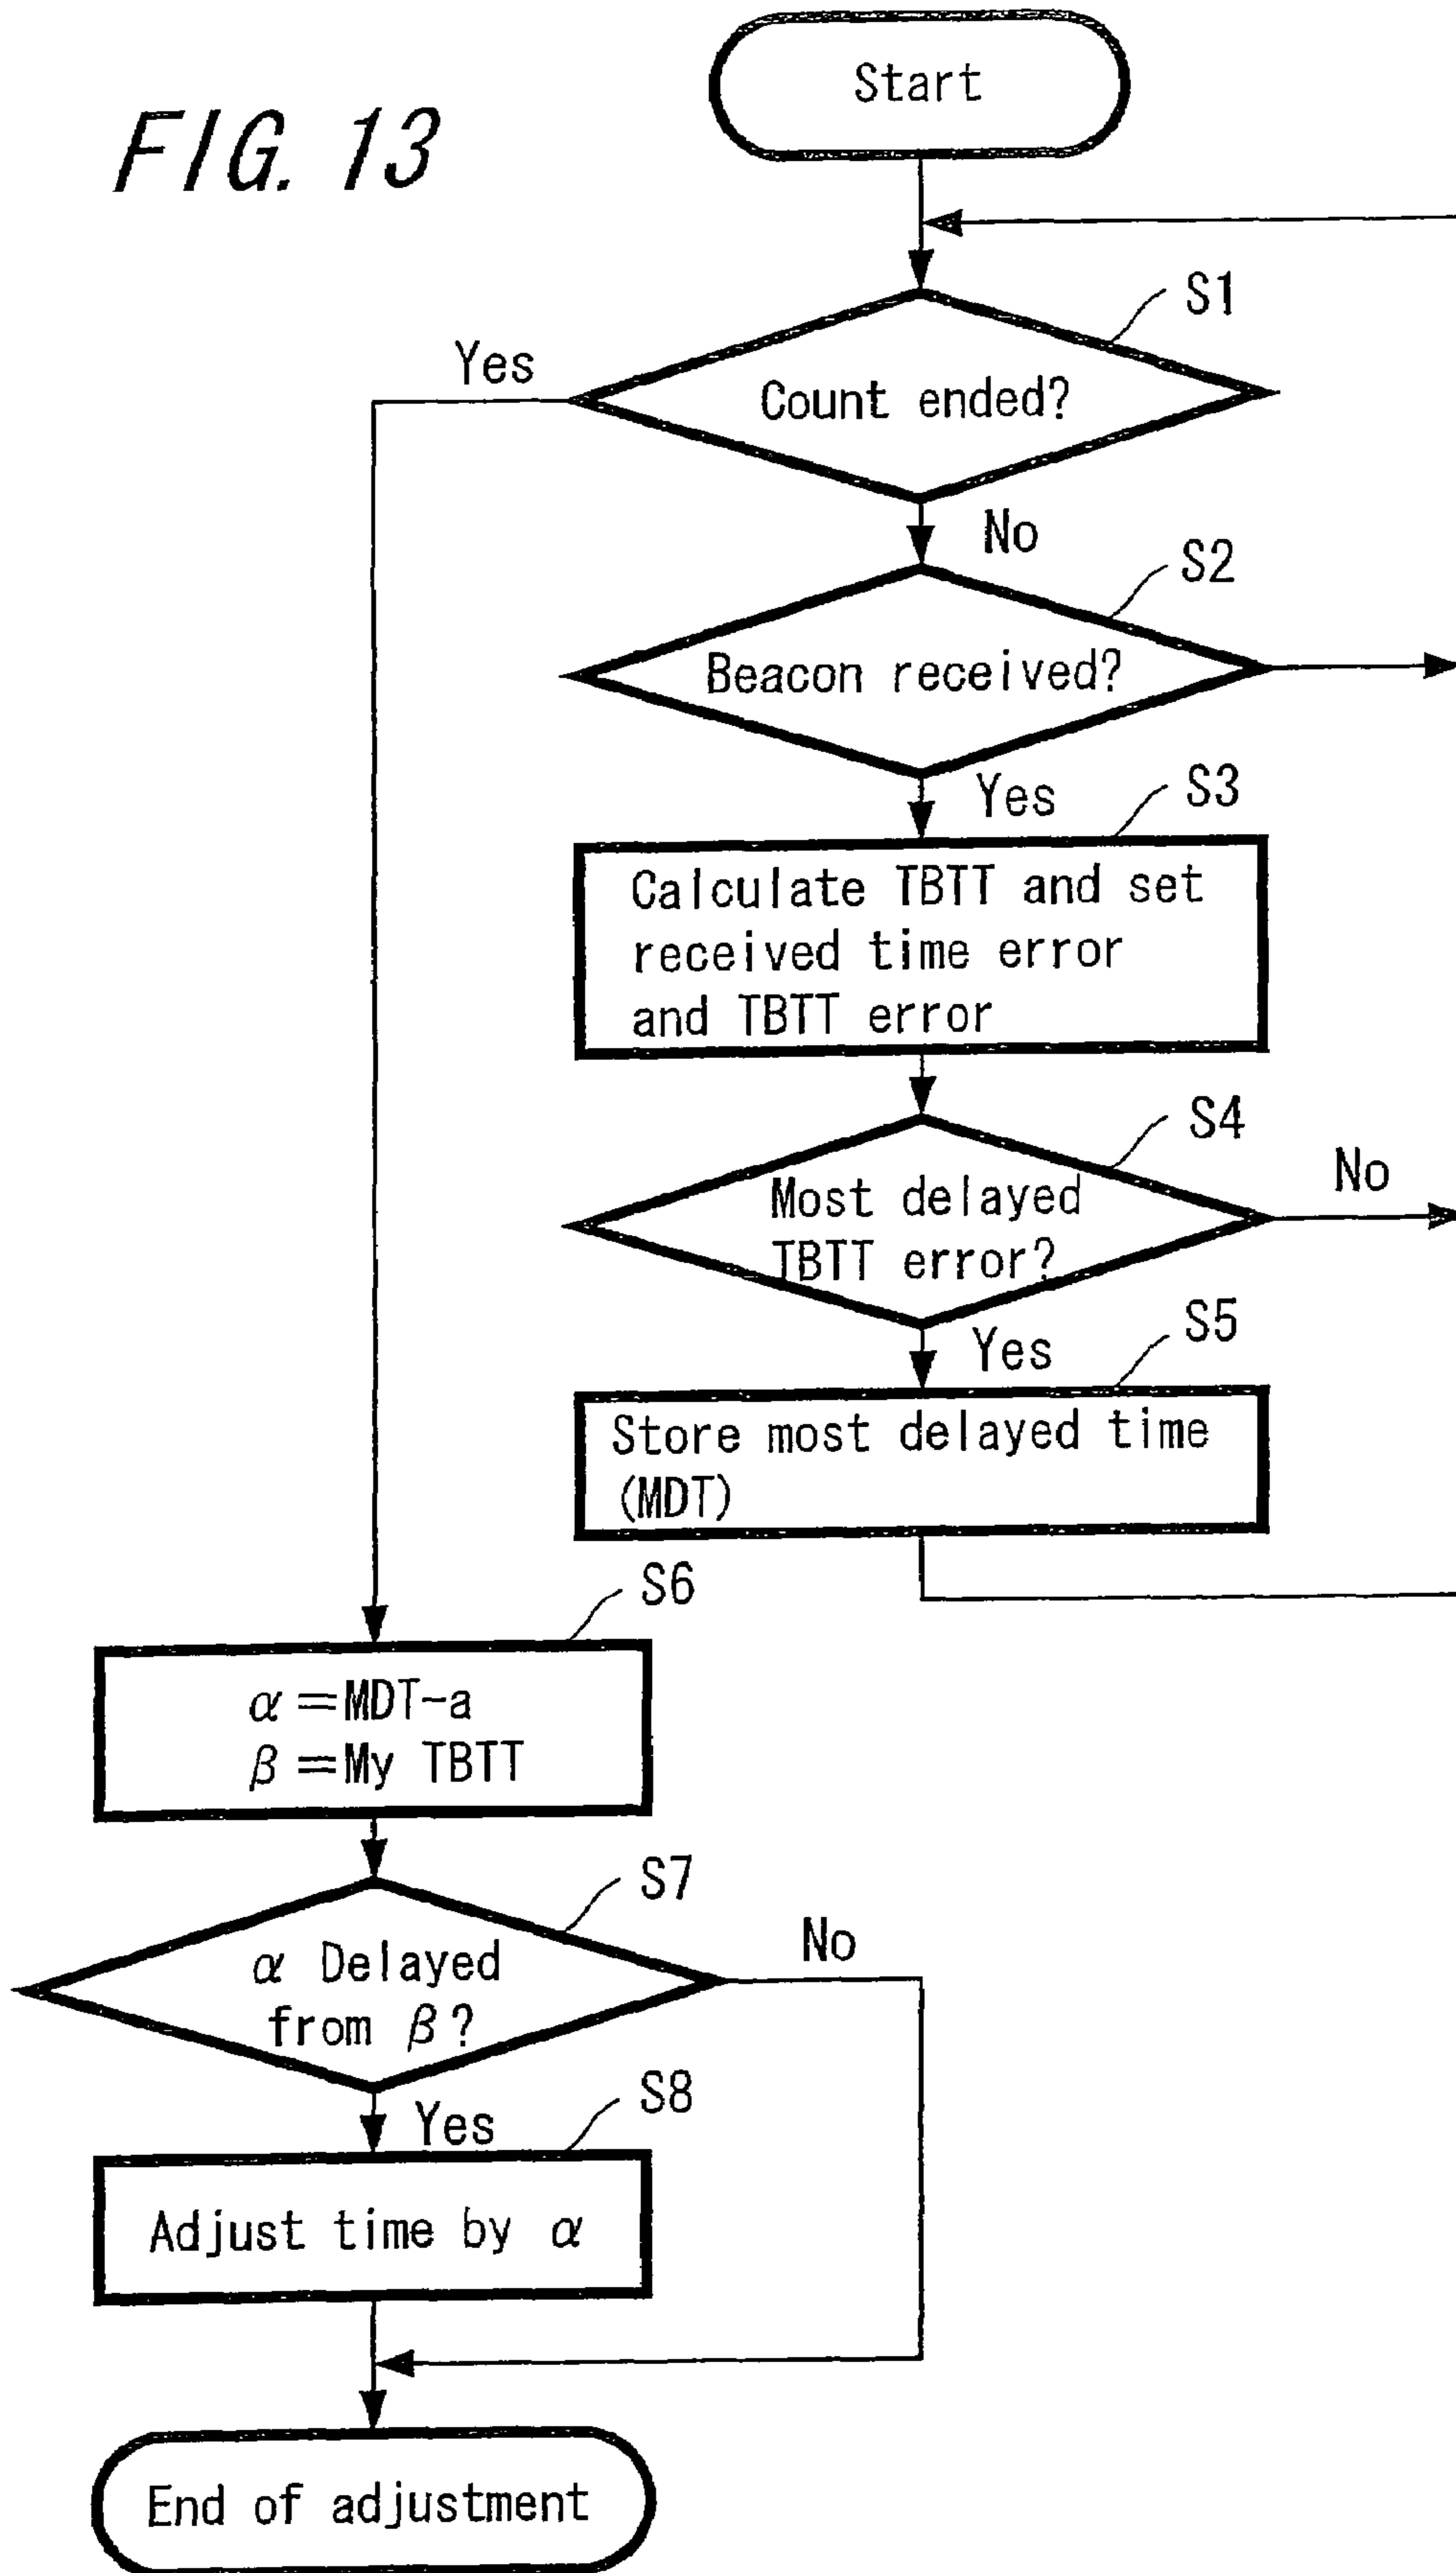 FIG. 13
Start
S1
Yes
Count ended?
No
S2
Beacon received?
Yes
S3
Calculate TBTT and set
received time error
and TBTT error
S4
No
Most delayed
TBTT error?
Yes
S5
Store most delayed time
(MDT)
S6
α=MDT-a
β=My TBTT
S7
No
α Delayed
from β?
Yes
S8
Adjust time by α
End of adjustment